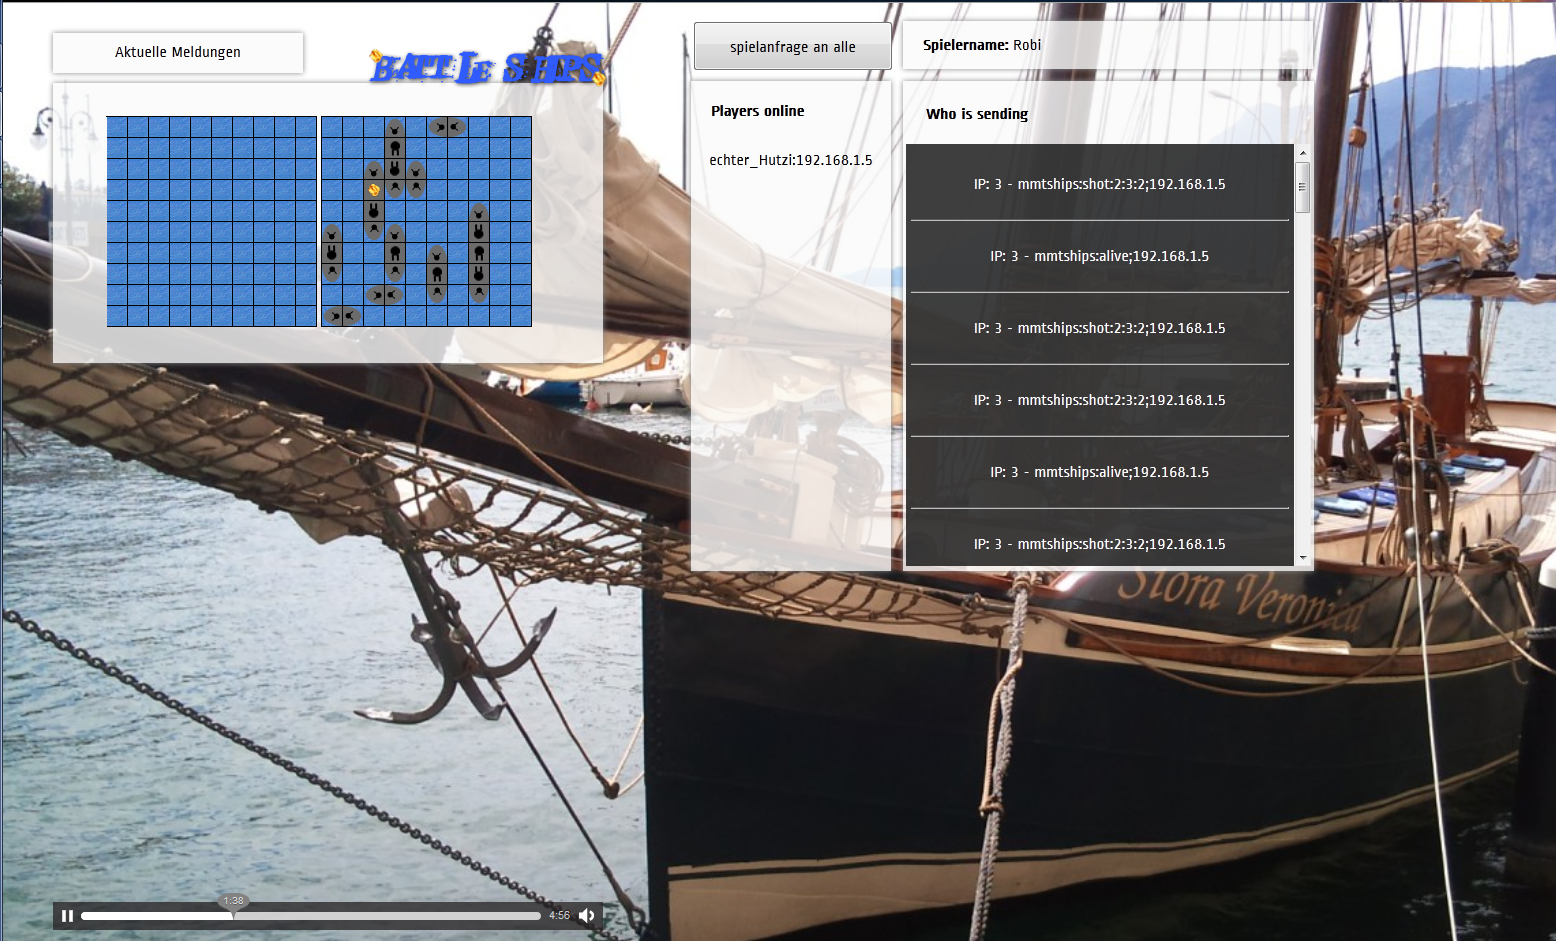 Aktuelle Meldungen
BATTLE SHIPS
spielanfrage an alle
Spielername: Robi
Players online
echter_Hutzi:192.168.1.5
Who is sending
IP: 3 - mmtships:shot:2:3:2;192.168.1.5
IP: 3 - mmtships:alive;192.168.1.5
IP: 3 - mmtships:shot:2:3:2;192.168.1.5
IP: 3 - mmtships:shot:2:3:2;192.168.1.5
IP: 3 - mmtships:alive;192.168.1.5
IP: 3 - mmtships:shot:2:3:2;192.168.1.5
Veronica
1:38
4:56